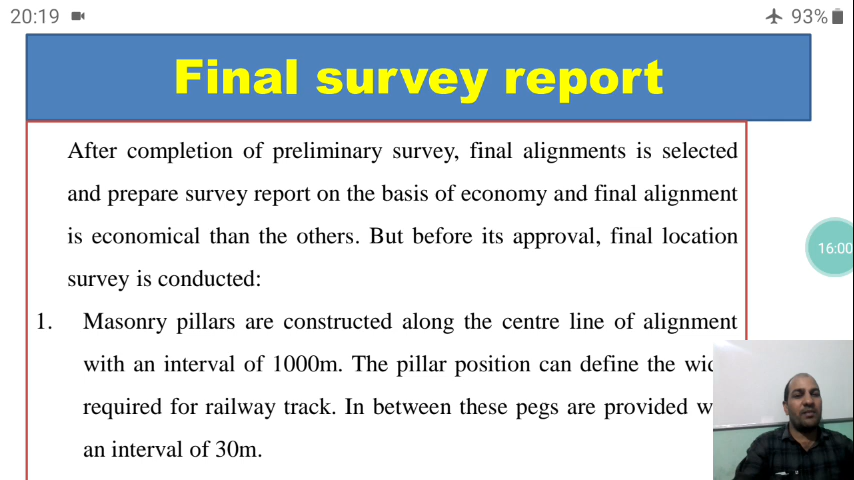 20:19 93%
Final survey report
After completion of preliminary survey, final alignments is selected
and prepare survey report on the basis of economy and final alignment
is economical than the others. But before its approval, final location
survey is conducted:
16:00
1. Masonry pillars are constructed along the centre line of alignment
with an interval of 1000m. The pillar position can define the
required for railway track. In between these pegs are provided
an interval of 30m.